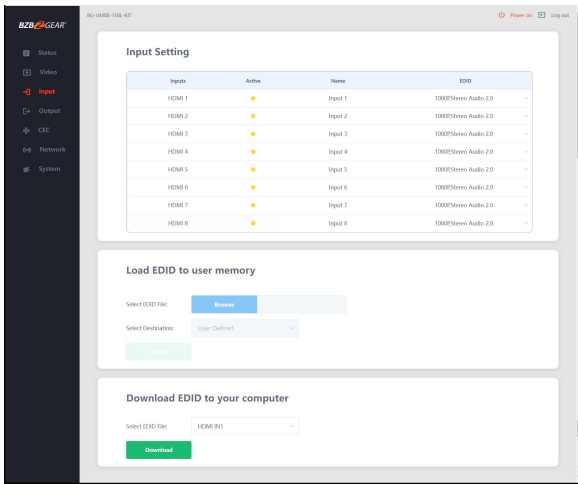 BG-UM88-150L-KIT
Power on Log out
BZBGEAR
Status
Video
Input
Output
CEC
Network
System
Input Setting
Inputs Active Name EDID
HDMI 1 Input 1 1080P,Stereo Audio 2.0
HDMI 2 Input 2 1080P,Stereo Audio 2.0
HDMI 3 Input 3 1080P,Stereo Audio 2.0
HDMI 4 Input 4 1080P,Stereo Audio 2.0
HDMI 5 Input 5 1080P,Stereo Audio 2.0
HDMI 6 Input 6 1080P,Stereo Audio 2.0
HDMI 7 Input 7 1080P,Stereo Audio 2.0
HDMI 8 Input 8 1080P,Stereo Audio 2.0
Load EDID to user memory
Select EDID File: Browse
Select Destination: User Define1
Download EDID to your computer
Select EDID File: HDMI IN1
Download